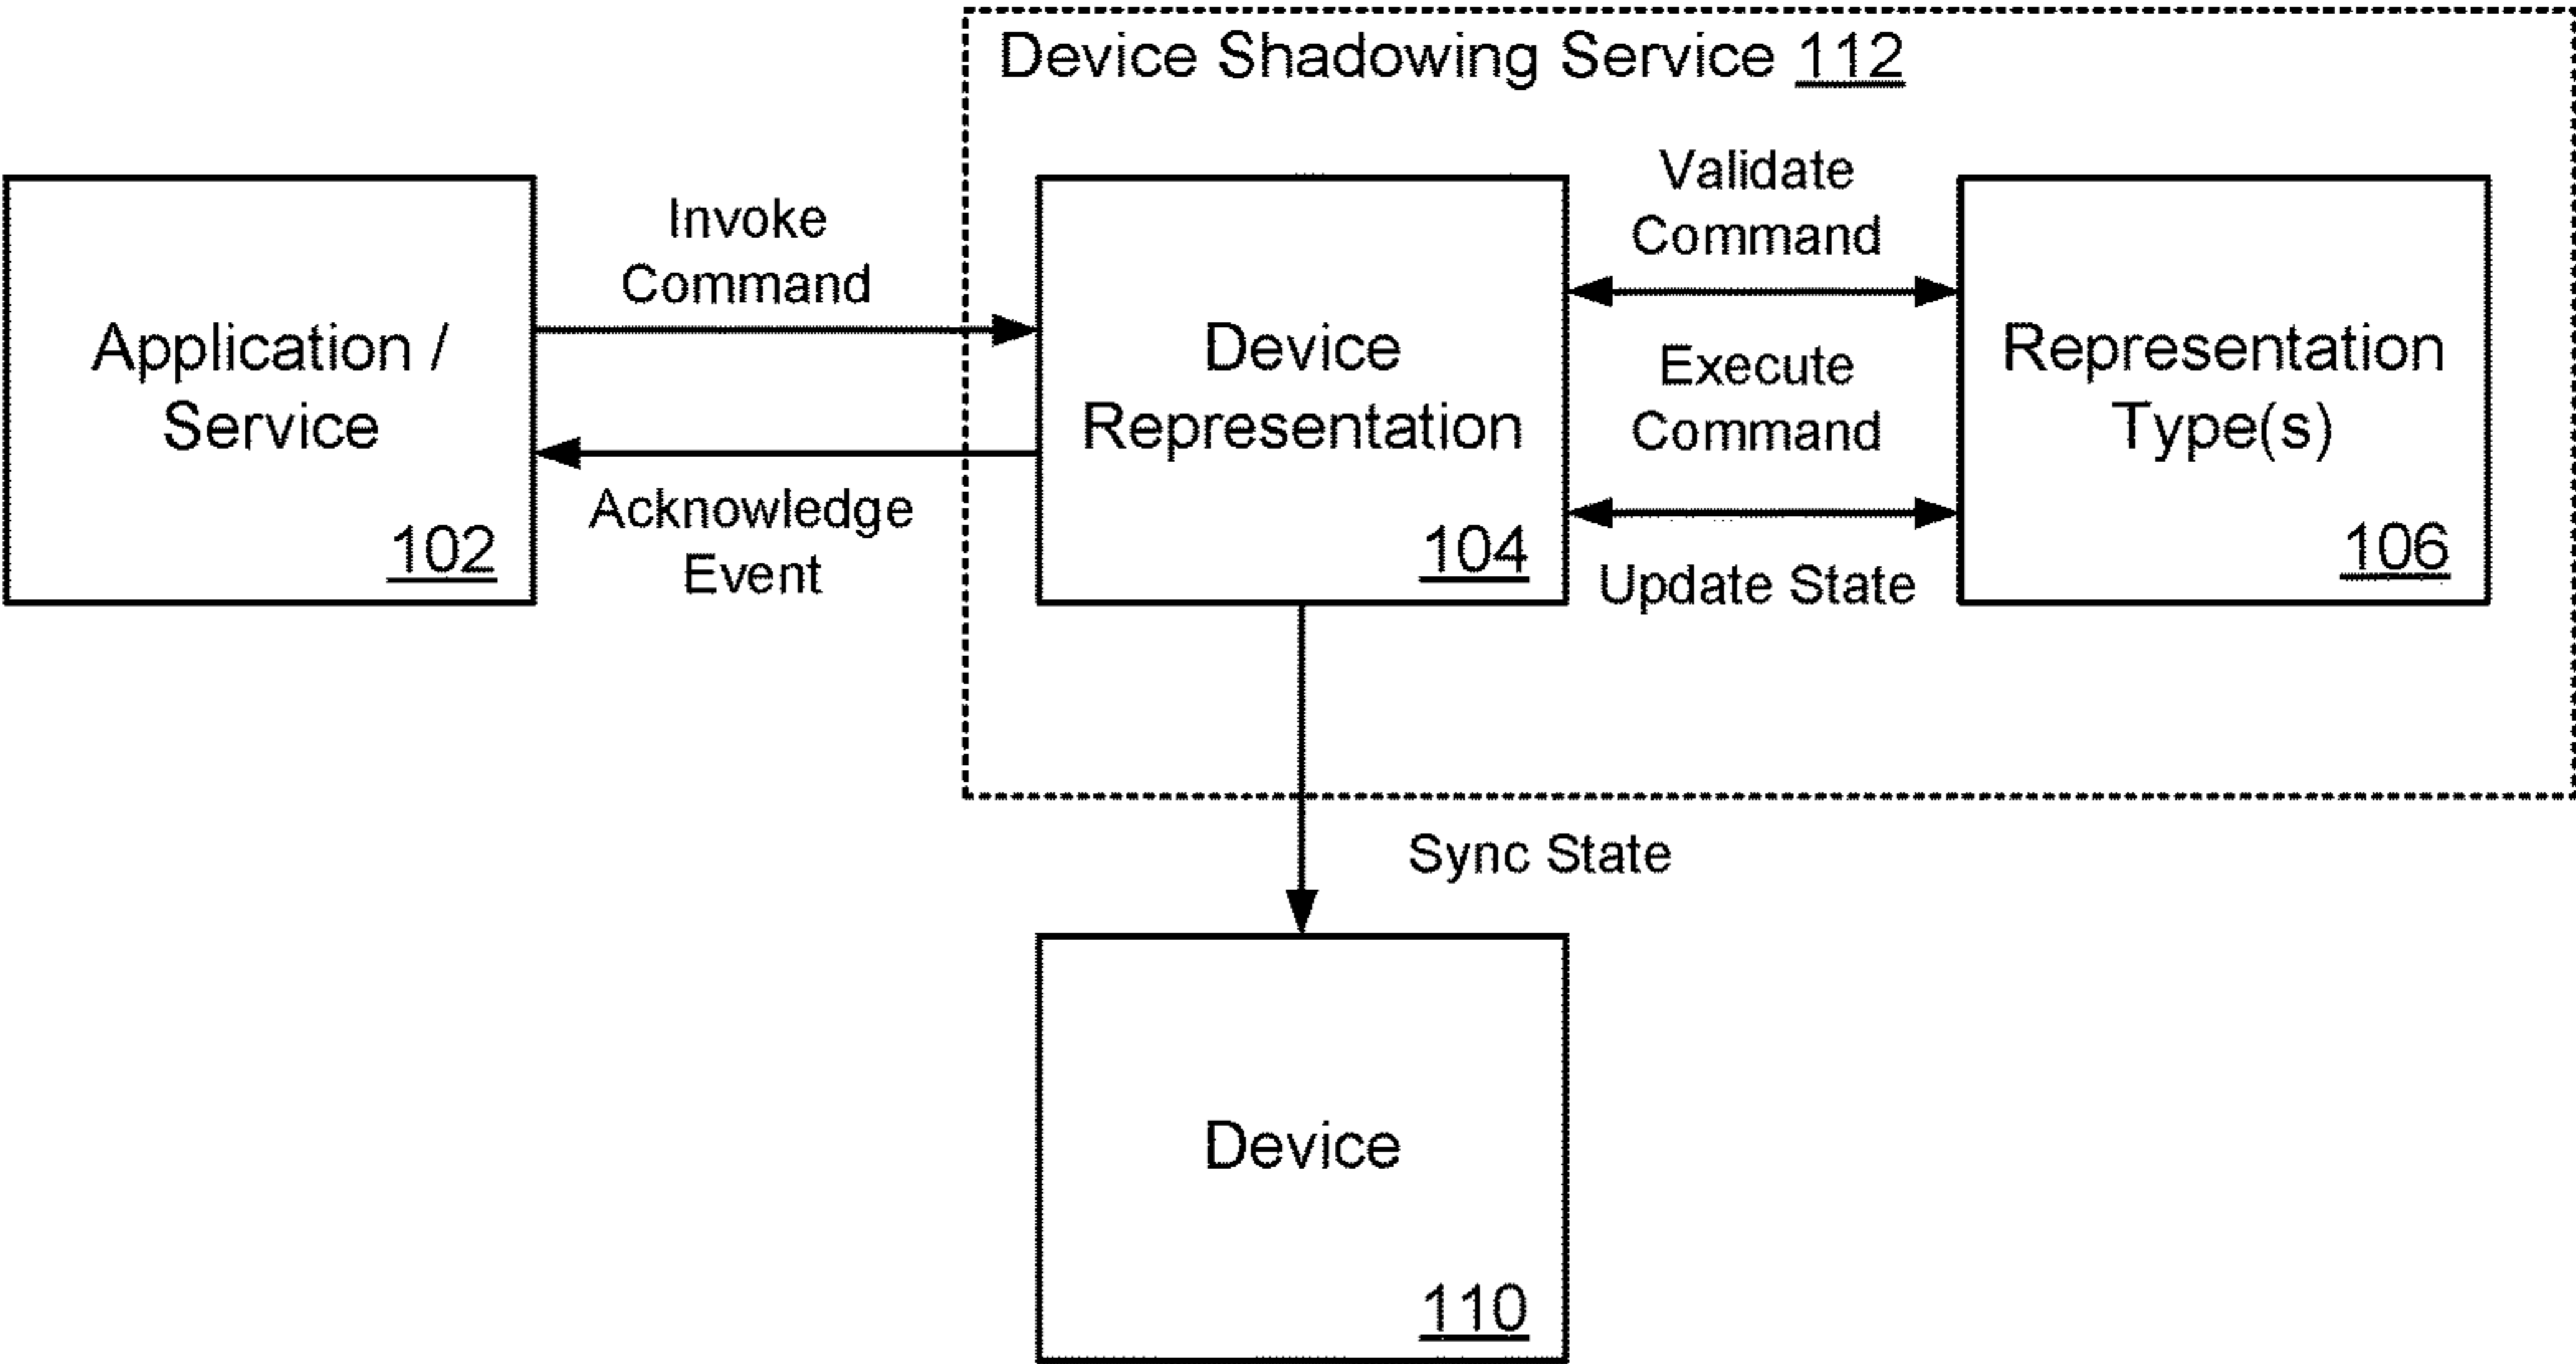 Device Shadowing Service 112
Application /
Service
102
Invoke
Command
Acknowledge
Event
Device
Representation
104
Validate
Command
Execute
Command
Update State
Representation
Type(s)
106
Sync State
Device
110